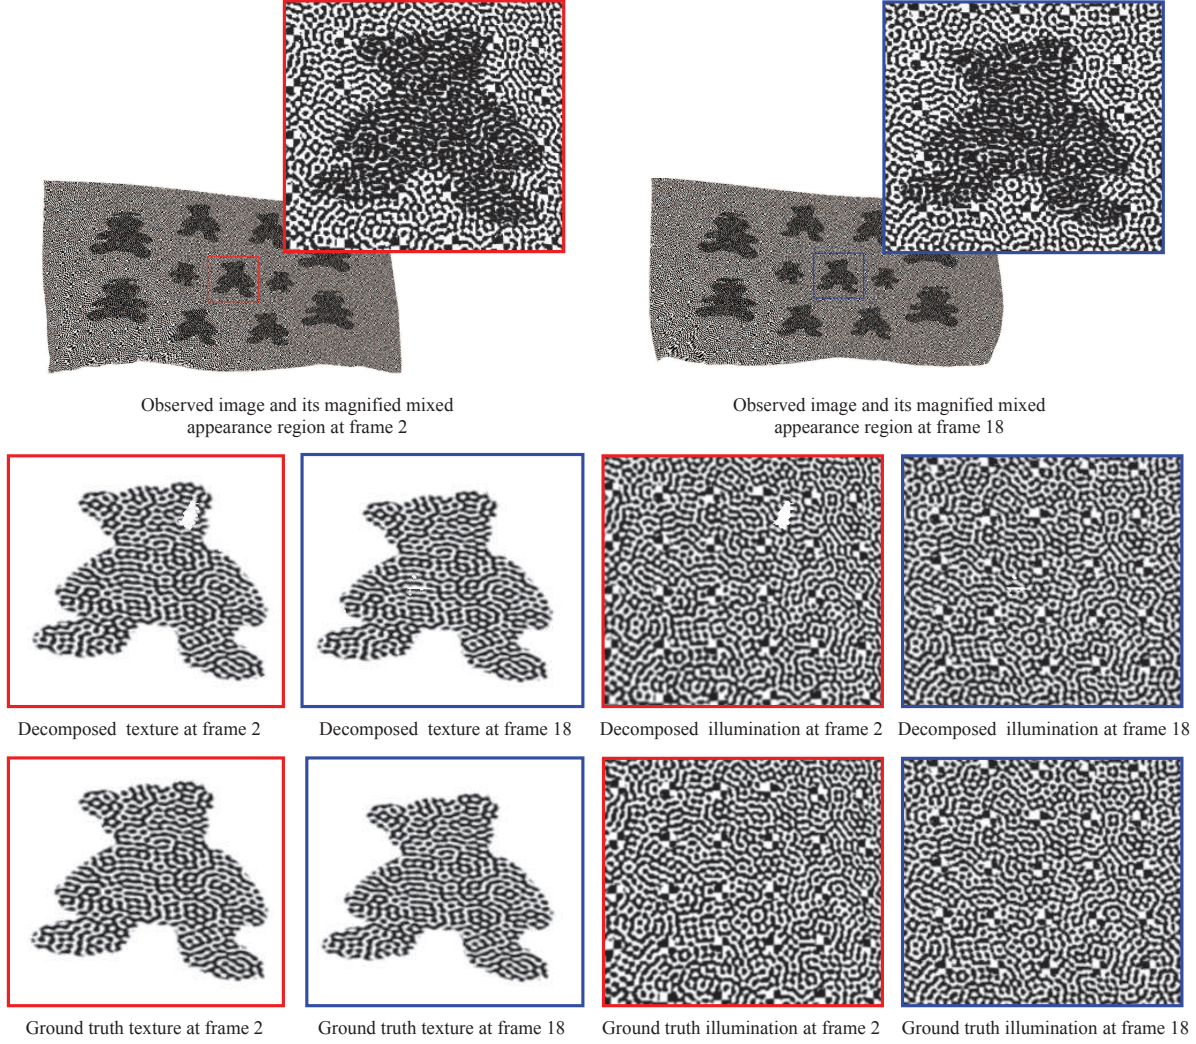 Observed image and its magnified mixed
appearance region at frame 2
Observed image and its magnified mixed
appearance region at frame 18
Decomposed texture at frame 2
Decomposed texture at frame 18
Decomposed illumination at frame 2
Decomposed illumination at frame 18
Ground truth texture at frame 2
Ground truth texture at frame 18
Ground truth illumination at frame 2
Ground truth illumination at frame 18